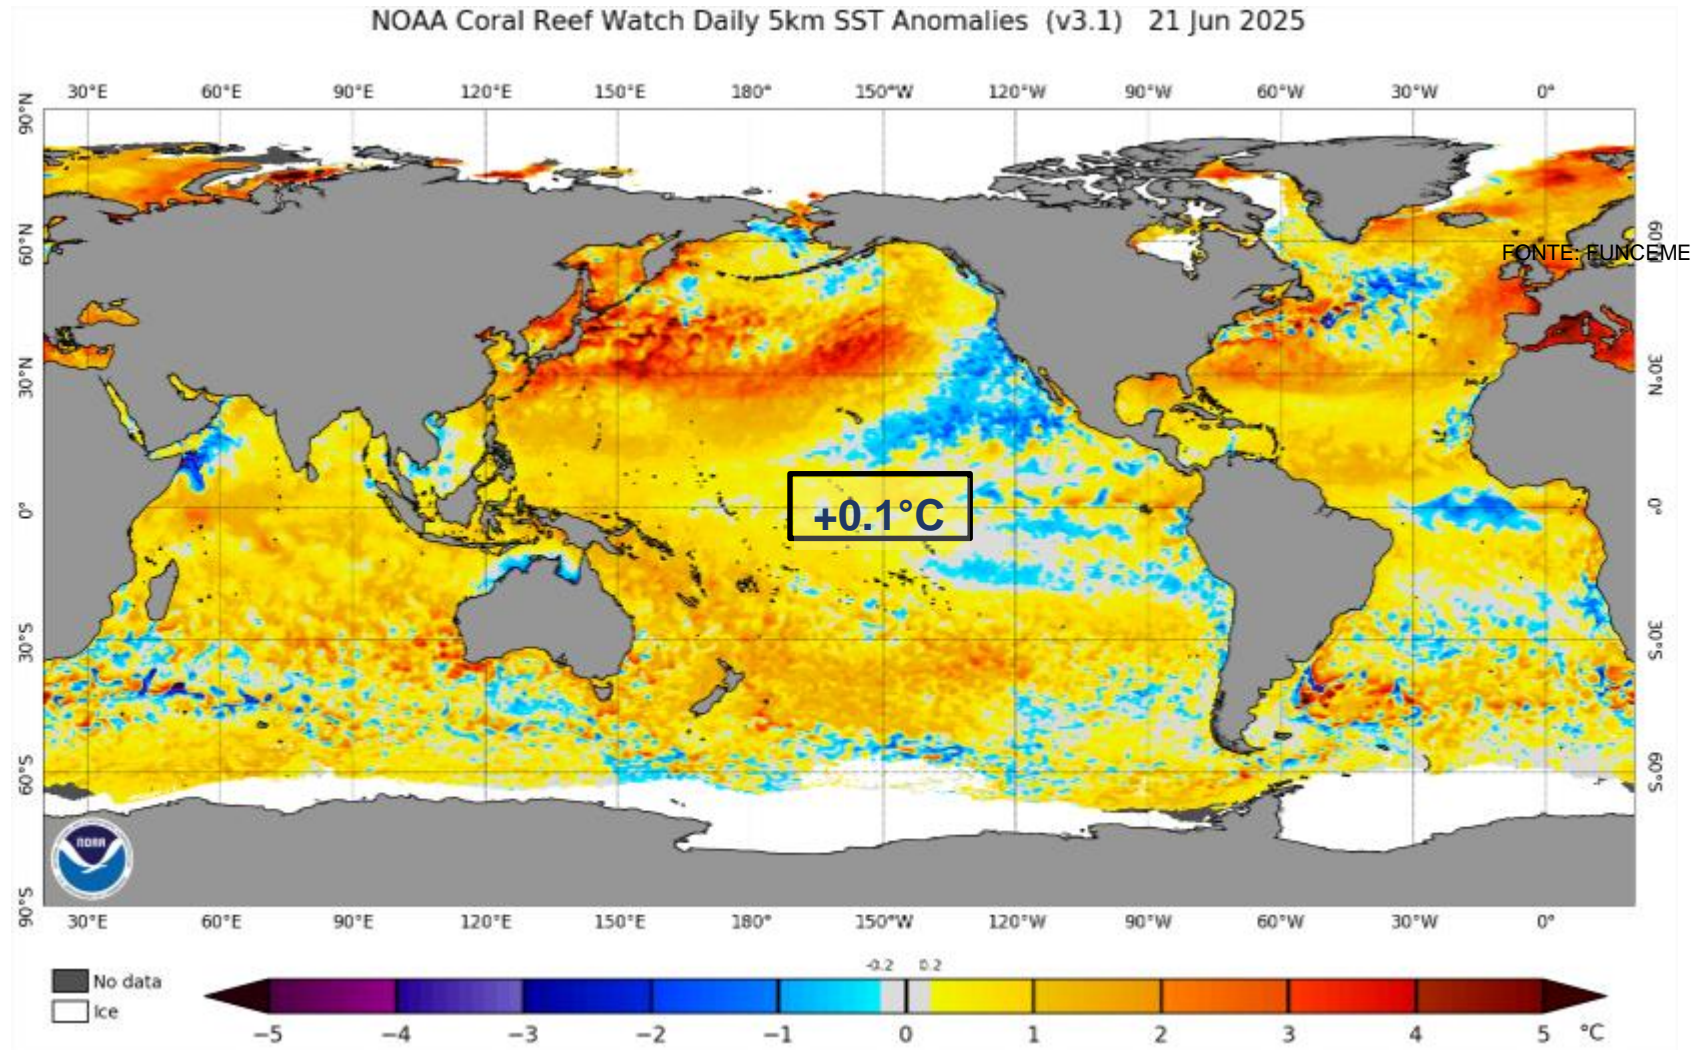 NOAA Coral Reef Watch Daily 5km SST Anomalies (v3.1) 21 Jun 2025
30°E 60°E 90°E 120°E 150°E 180° 150°W 120°W 90°W 60°W 30°W 0°
90°N
60°N 60°N
FONTE: FUNCEME
30°N 30°N
0° 0°
+0.1°C
30°S 30°S
60°S 60°S
NOAA
90°S
30°E 60°E 90°E 120°E 150°E 180° 150°W 120°W 90°W 60°W 30°W 0°
-0.2 0.2
No data
Ice
−5 −4 −3 −2 −1 0 1 2 3 4 5 °C